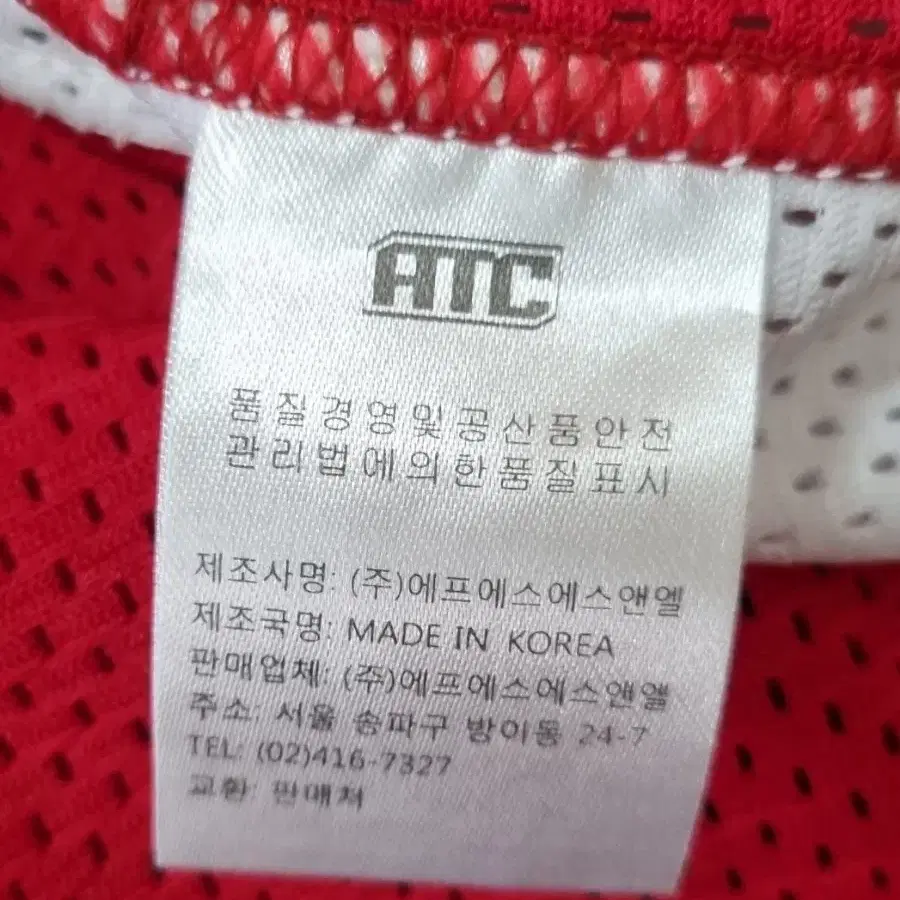 ATC
품질경영및공산품안전
관리법에의한품질표시
제조사명: (주)에프에스에스앤엘
제조국명: MADE IN KOREA
판매업체: (주)에프에스에스앤엘
주소: 서울 송파구 방이동 24-7
TEL: (02)416-7327
교환: 판매처